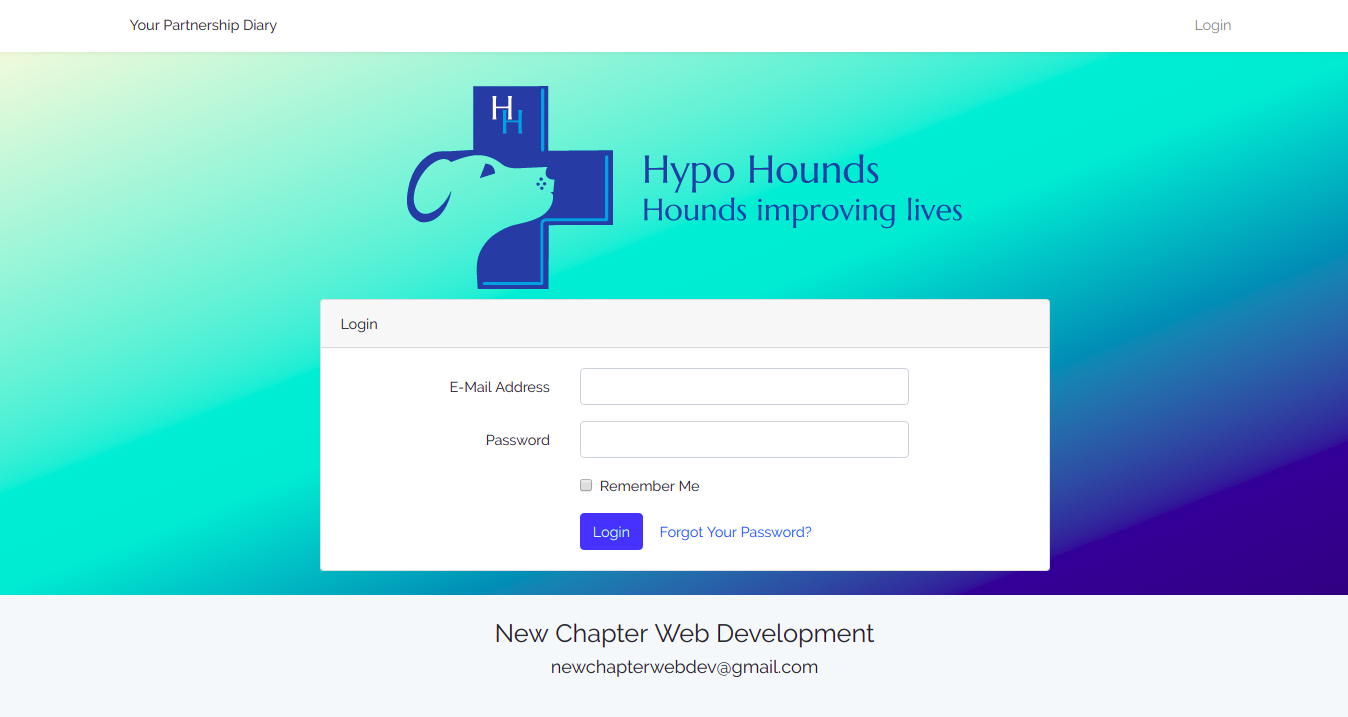 Your Partnership Diary
Login
H
H
Hypo Hounds
Hounds improving lives
Login
E-Mail Address
Password
Remember Me
Login
Forgot Your Password?
New Chapter Web Development
newchapterwebdev@gmail.com